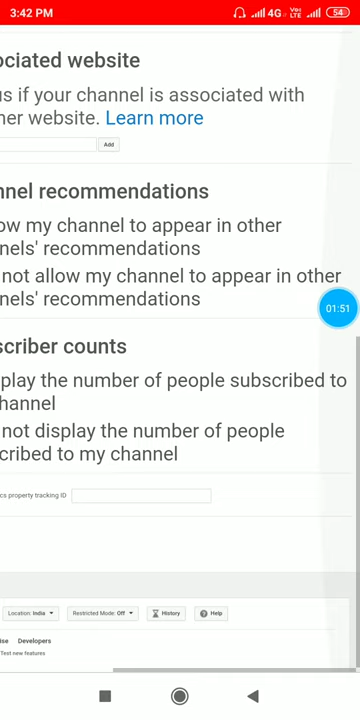 3:42 PM 4G Vo LTE 54
ociated website
us if your channel is associated with
her website. Learn more
Add
nnel recommendations
ow my channel to appear in other
nels' recommendations
not allow my channel to appear in other
nels' recommendations
01:51
scriber counts
play the number of people subscribed to
hannel
not display the number of people
cribed to my channel
cs property tracking ID
Location: India Restricted Mode: Off History Help
ise Developers
Test new features